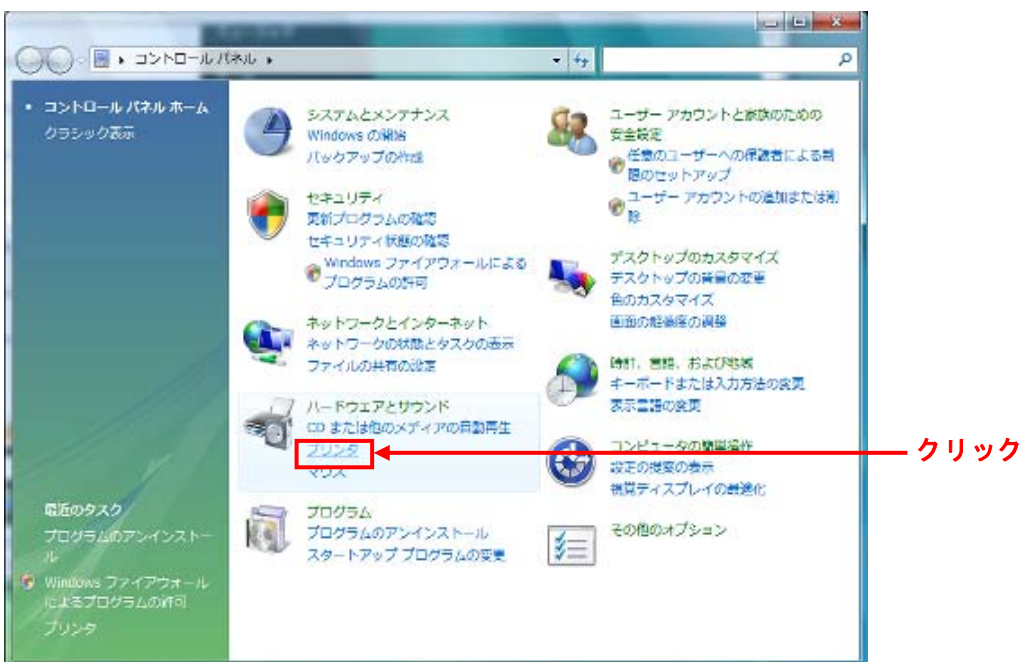 コントロール パネル
コントロール パネル ホーム
クラシック表示
システムとメンテナンス
Windows の開始
バックアップの作成
セキュリティ
更新プログラムの確認
セキュリティ状態の確認
Windows ファイアウォールによる
プログラムの許可
ネットワークとインターネット
ネットワークの状態とタスクの表示
ファイルの共有の設定
ハードウェアとサウンド
CD または他のメディアの自動再生
プリンタ
マウス
プログラム
プログラムのアンインストール
スタートアップ プログラムの変更
ユーザー アカウントと家族のための
安全設定
任意のユーザーへの保護者による制
限のセットアップ
ユーザー アカウントの追加または削
除
デスクトップのカスタマイズ
デスクトップの背景の変更
色のカスタマイズ
画面の解像度の調整
時計、言語、および地域
キーボードまたは入力方法の変更
表示言語の変更
コンピュータの簡単操作
設定の提案の表示
視覚ディスプレイの最適化
その他のオプション
クリック
最近のタスク
プログラムのアンインストー
ル
Windows ファイアウォール
によるプログラムの許可
プリンタ